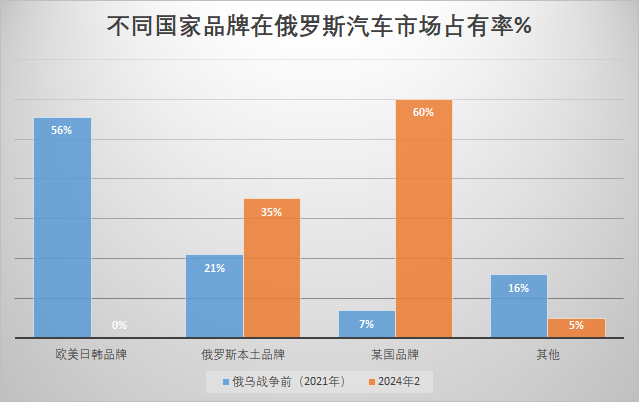 不同国家品牌在俄罗斯汽车市场占有率%
56%
0%
21%
35%
7%
60%
16%
5%
欧美日韩品牌
俄罗斯本土品牌
某国品牌
其他
俄乌战争前（2021年）
2024年2